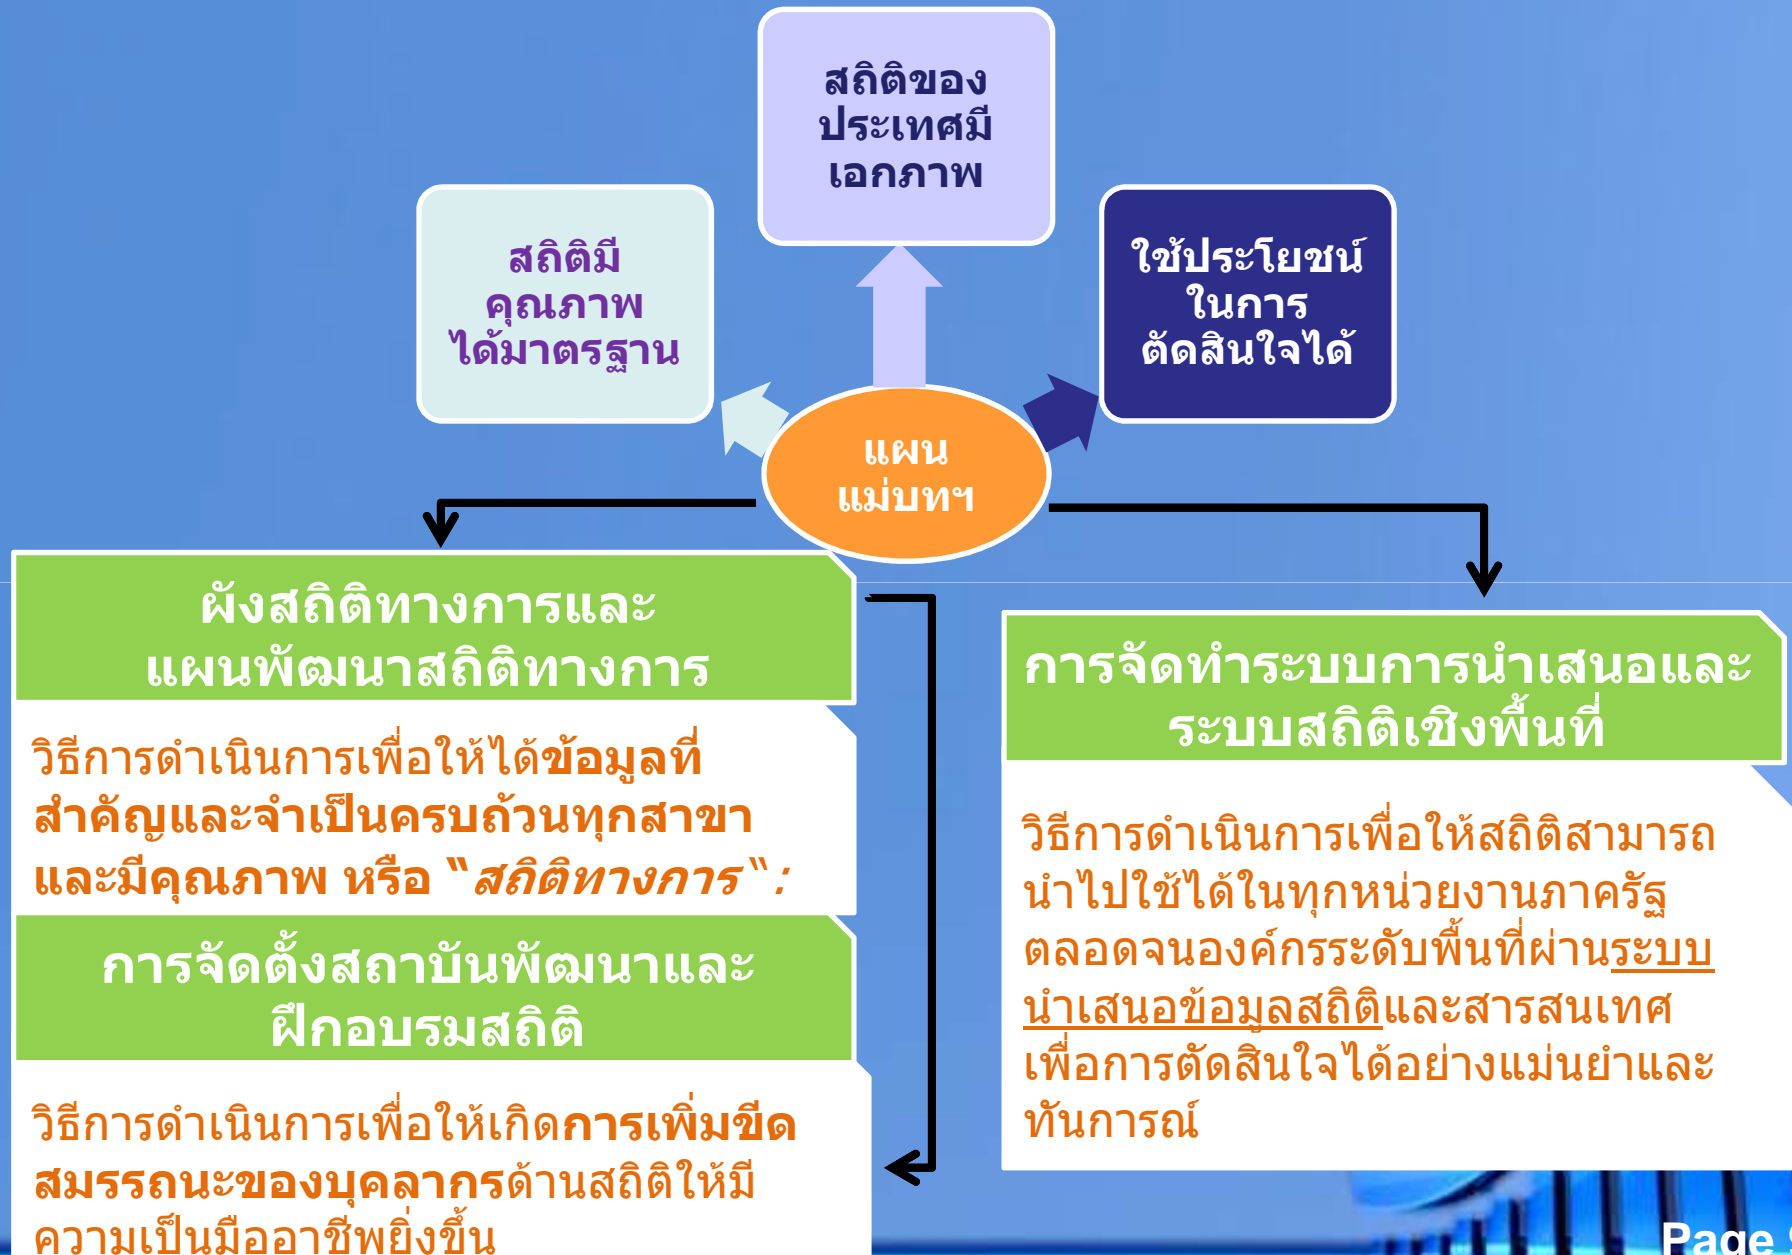 สถิติของ
ประเทศมี
เอกภาพ
สถิติมี
คุณภาพ
ได้มาตรฐาน
ใช้ประโยชน์
ในการ
ตัดสินใจได้
แผน
แม่บทฯ
ผังสถิติทางการและ
แผนพัฒนาสถิติทางการ
วิธีการดำเนินการเพื่อให้ได้ข้อมูลที่
สำคัญและจำเป็นครบถ้วนทุกสาขา
และมีคุณภาพ หรือ “สถิติทางการ“:
การจัดตั้งสถาบันพัฒนาและ
ฝึกอบรมสถิติ
วิธีการดำเนินการเพื่อให้เกิดการเพิ่มขีด
สมรรถนะของบุคลากรด้านสถิติให้มี
ความเป็นมืออาชีพยิ่งขึ้น
การจัดทำระบบการนำเสนอและ
ระบบสถิติเชิงพื้นที่
วิธีการดำเนินการเพื่อให้สถิติสามารถ
นำไปใช้ได้ในทุกหน่วยงานภาครัฐ
ตลอดจนองค์กรระดับพื้นที่ผ่านระบบ
นำเสนอข้อมูลสถิติและสารสนเทศ
เพื่อการตัดสินใจได้อย่างแม่นยำและ
ทันการณ์
Page